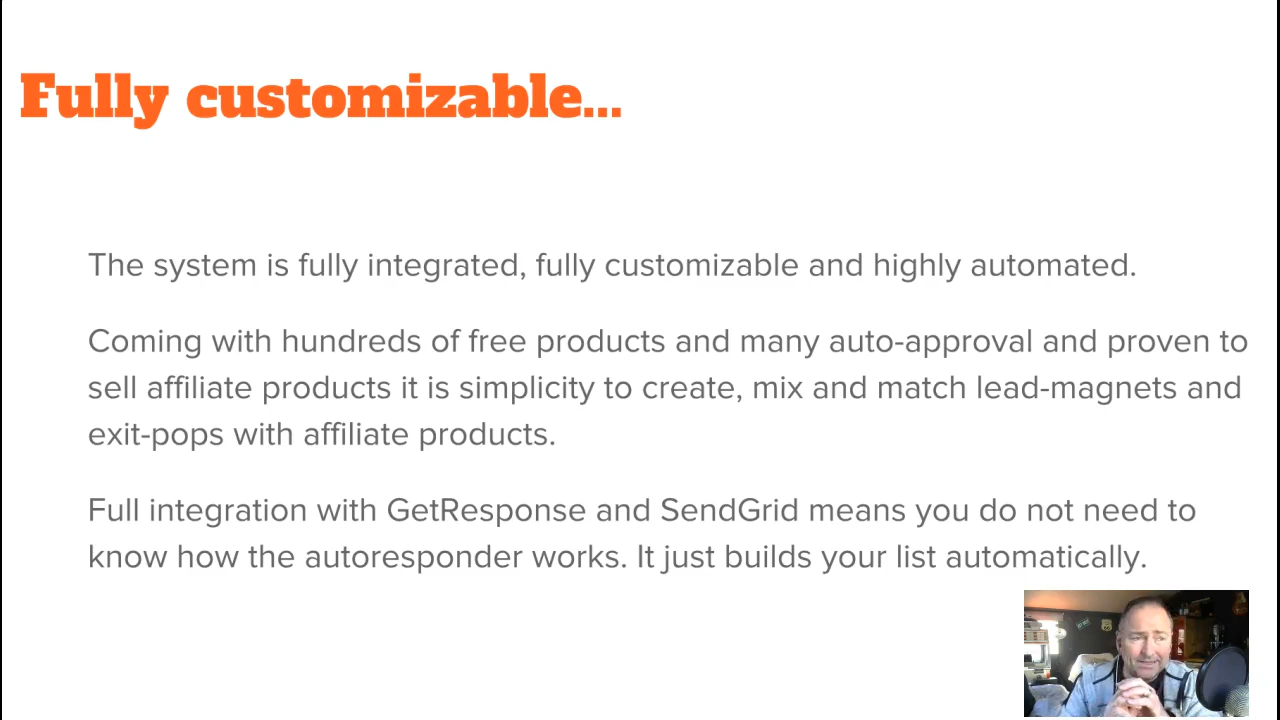 Fully customizable...
The system is fully integrated, fully customizable and highly automated.
Coming with hundreds of free products and many auto-approval and proven to
sell affiliate products it is simplicity to create, mix and match lead-magnets and
exit-pops with affiliate products.
Full integration with GetResponse and SendGrid means you do not need to
know how the autoresponder works. It just builds your list automatically.